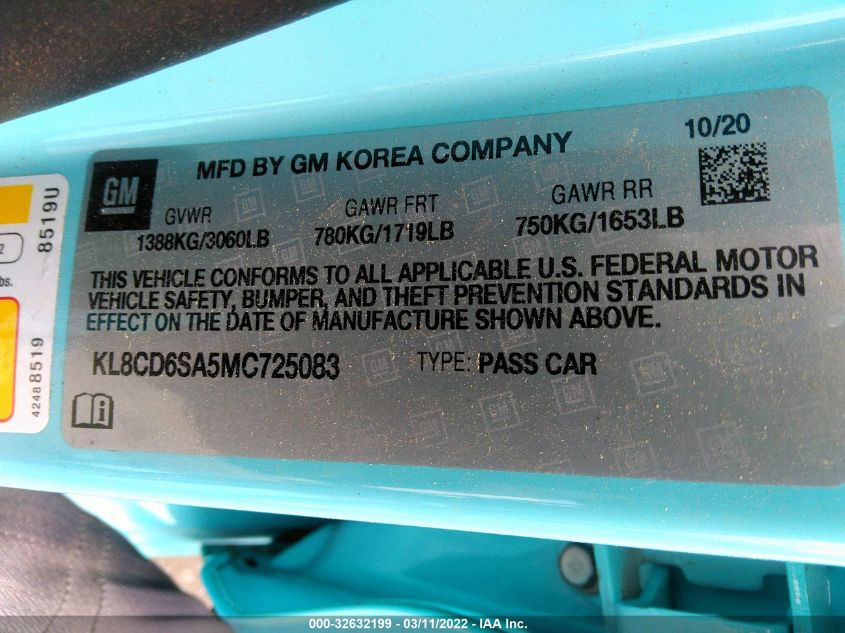 MFD BY GM KOREA COMPANY
10/20
GM
GVWR
GAWR FRT
GAWR RR
1388KG/3060LB
780KG/1719LB
750KG/1653LB
THIS VEHICLE CONFORMS TO ALL APPLICABLE U.S. FEDERAL MOTOR
VEHICLE SAFETY, BUMPER, AND THEFT PREVENTION STANDARDS IN
EFFECT ON THE DATE OF MANUFACTURE SHOWN ABOVE.
KL8CD6SA5MC725083
TYPE: PASS CAR
8519U
2
bs.
42488519
000-32632199 - 03/11/2022 - IAA Inc.